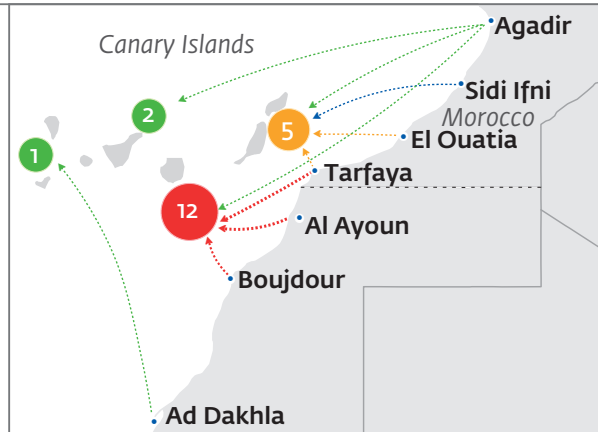 Agadir
Canary Islands
Sidi Ifni
2
Morocco
5
El Ouatia
1
Tarfaya
12
Al Ayoun
Boujdour
Ad Dakhla